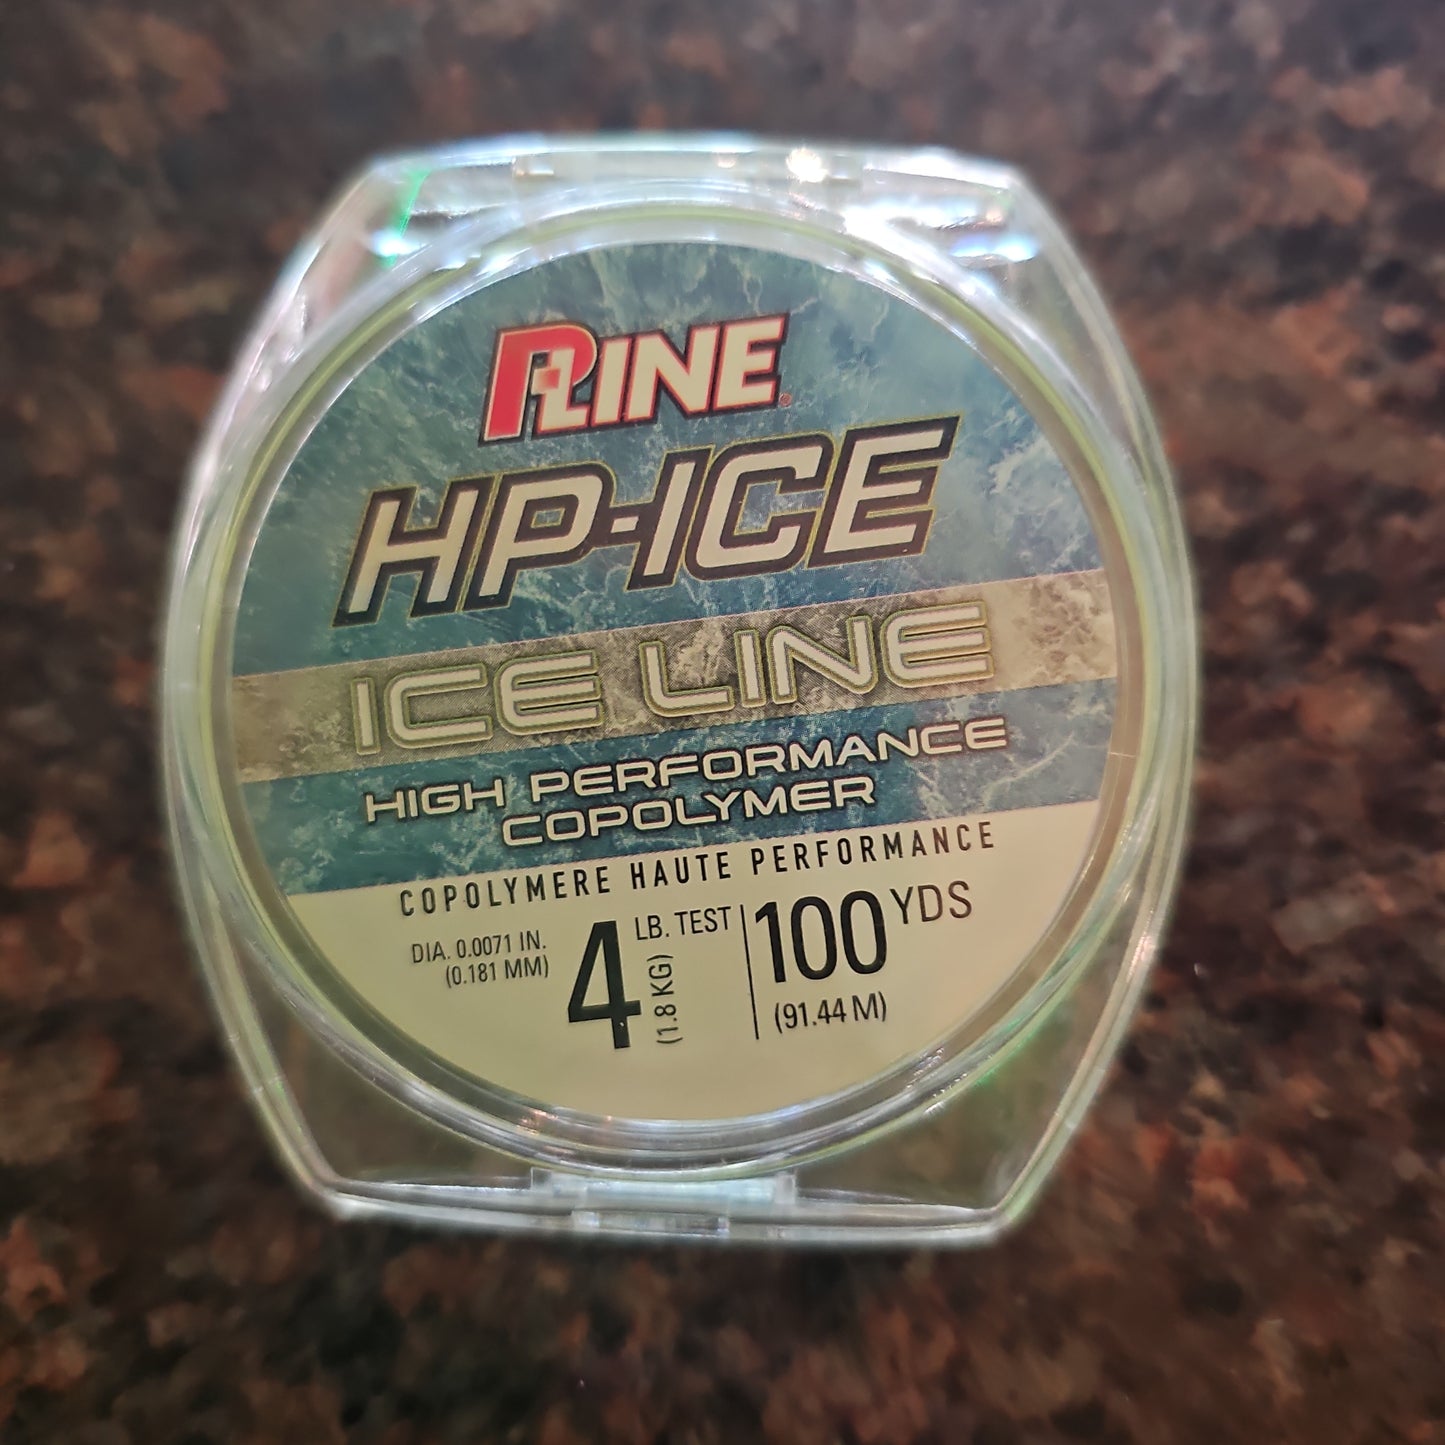 PLINE®
HP-ICE
ICE LINE
HIGH PERFORMANCE
COPOLYMER
COPOLYMERE HAUTE PERFORMANCE
DIA. 0.0071 IN.
(0.181 MM)
4 LB. TEST
(1.8 KG)
100 YDS
(91.44 M)